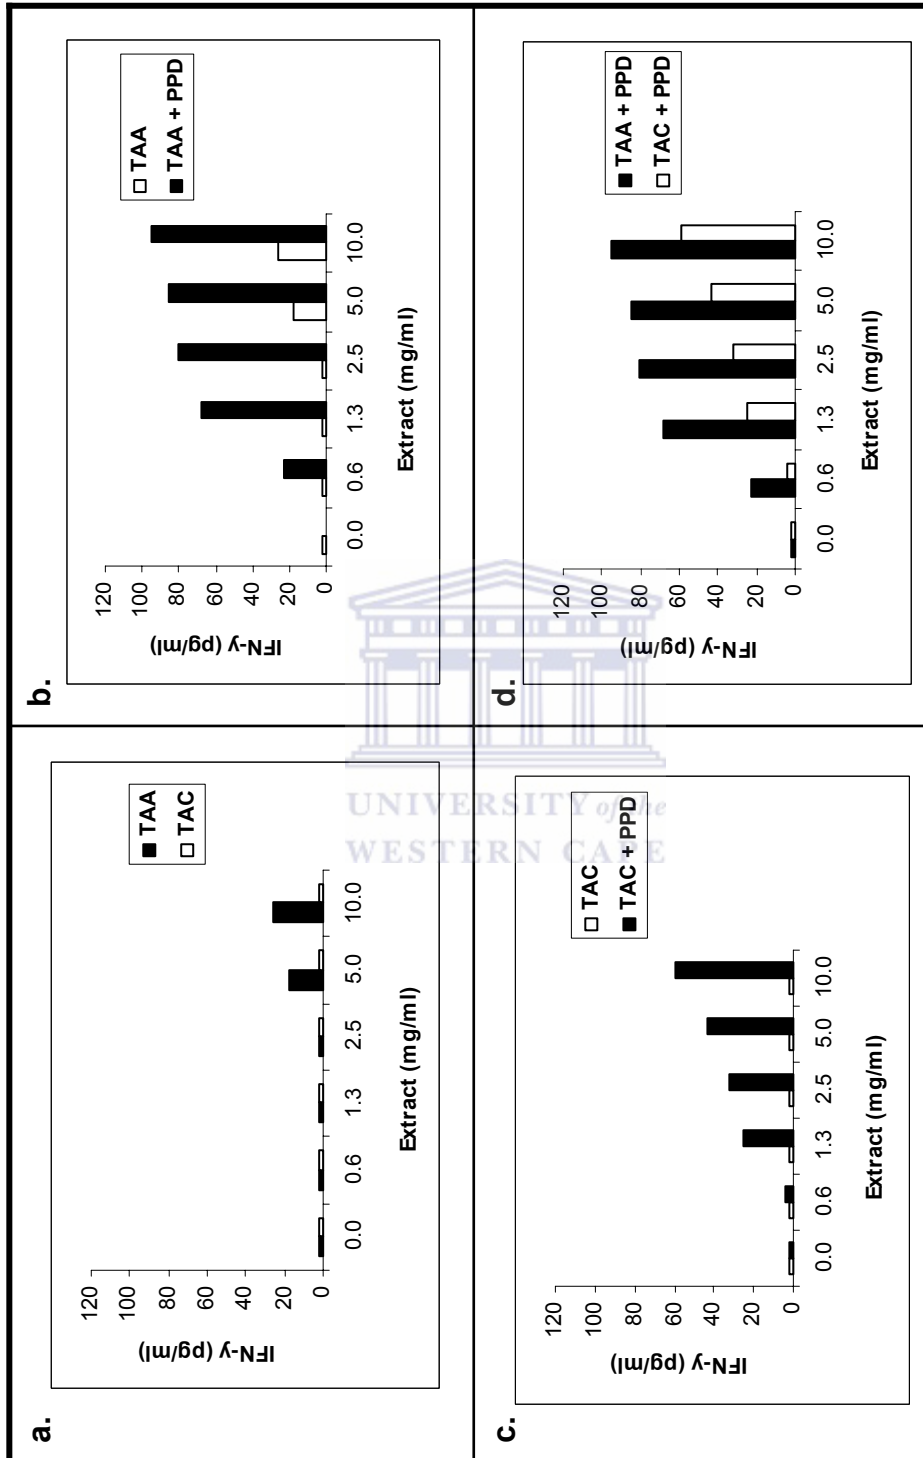 a.
120
100
80
60
40
20
0
IFN-y (pg/ml)
0.0 0.6 1.3 2.5 5.0 10.0
Extract (mg/ml)
TAA
TAC
b.
120
100
80
60
40
20
0
IFN-y (pg/ml)
0.0 0.6 1.3 2.5 5.0 10.0
Extract (mg/ml)
TAA
TAA + PPD
c.
120
100
80
60
40
20
0
IFN-y (pg/ml)
0.0 0.6 1.3 2.5 5.0 10.0
Extract (mg/ml)
TAC
TAC + PPD
d.
120
100
80
60
40
20
0
IFN-y (pg/ml)
0.0 0.6 1.3 2.5 5.0 10.0
Extract (mg/ml)
TAA + PPD
TAC + PPD
UNIVERSITY of the
WESTERN CAPE